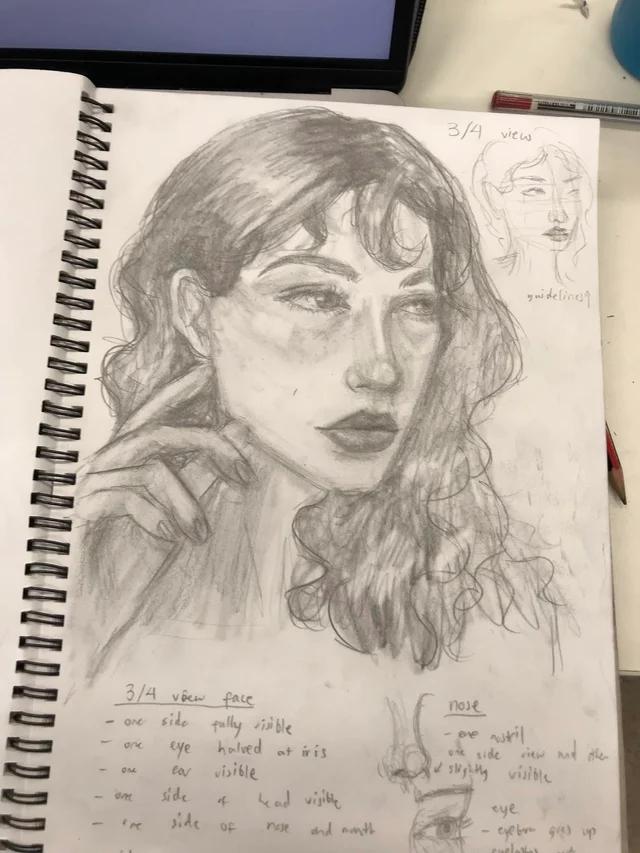 3/4 view
guidelines
3/4 view face
- one side fully visible
- one eye halved at iris
- one ear visible
- one side of head visible
- one side of nose and mouth
nose
- one nostril
one side view and other
slightly visible
eye
- eyebrow goes up